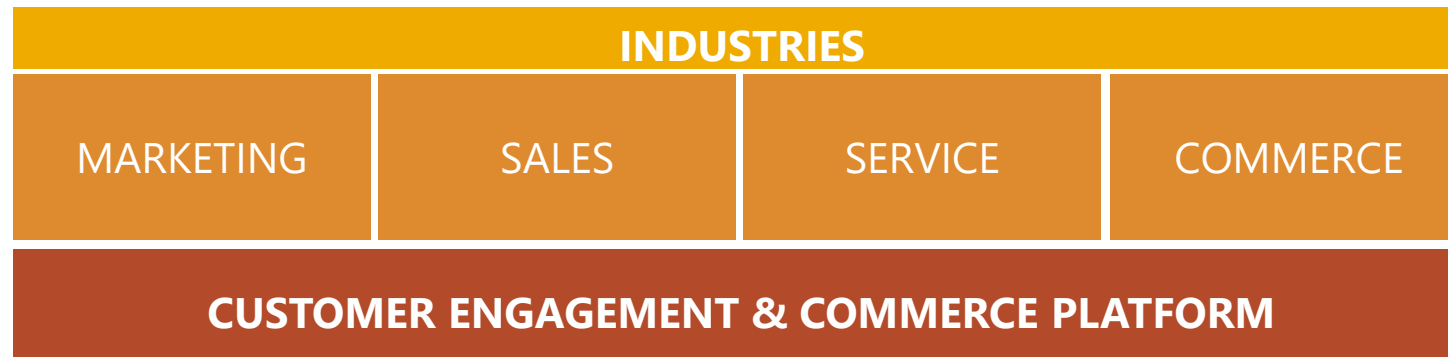 INDUSTRIES
MARKETING
SALES
SERVICE
COMMERCE
CUSTOMER ENGAGEMENT & COMMERCE PLATFORM